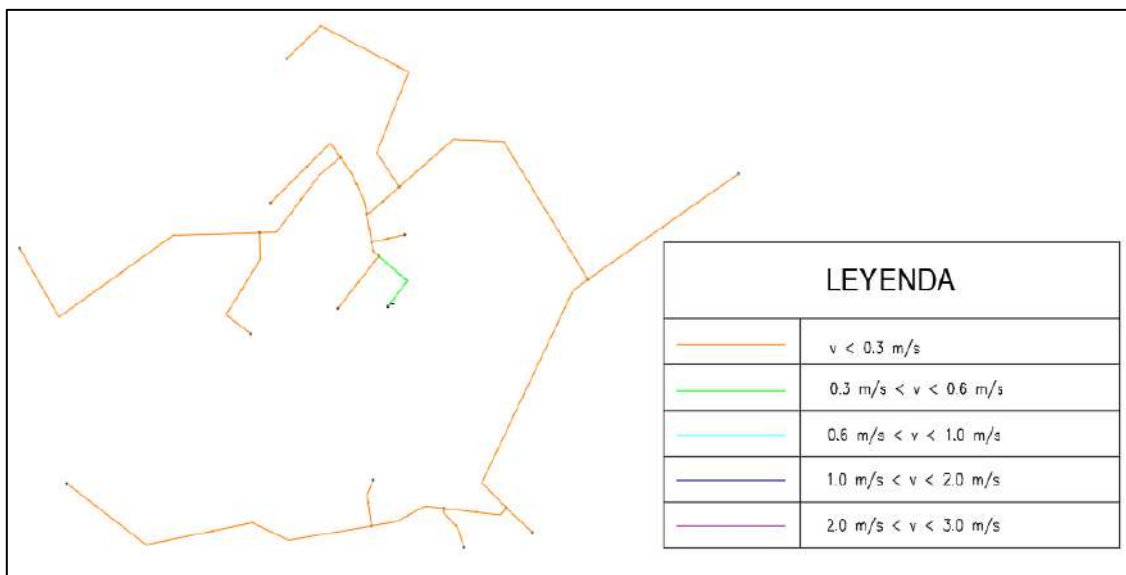 LEYENDA
v < 0.3 m/s
0.3 m/s < v < 0.6 m/s
0.6 m/s < v < 1.0 m/s
1.0 m/s < v < 2.0 m/s
2.0 m/s < v < 3.0 m/s